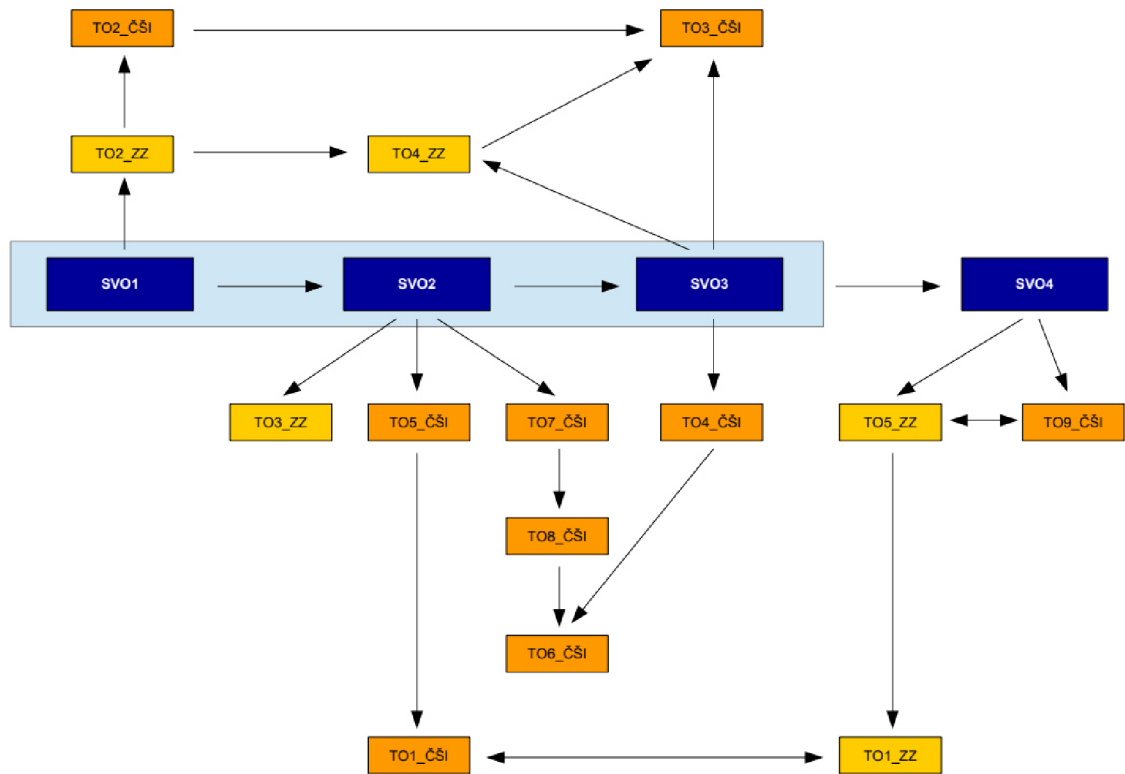 TO2_ČŠI
TO3_ČŠI
TO2_ZZ
TO4_ZZ
SVO1
SVO2
SVO3
SVO4
TO3_ZZ
TO5_ČŠI
TO7_ČŠI
TO4_ČŠI
TO5_ZZ
TO9_ČŠI
TO8_ČŠI
TO6_ČŠI
TO1_ČŠI
TO1_ZZ